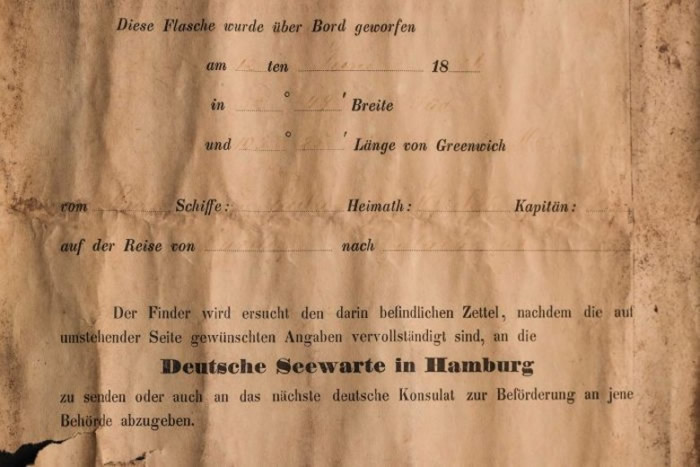 Diese Flasche wurde über Bord geworfen
am ten 18
in ° ' Breite
und ° ' Länge von Greenwich
vom Schiffe: Heimath: Kapitän:
auf der Reise von nach
Der Finder wird ersucht den darin befindlichen Zettel, nachdem die auf
umstehender Seite gewünschten Angaben vervollständigt sind, an die
Deutsche Seewarte in Hamburg
zu senden oder auch an das nächste deutsche Konsulat zur Beförderung an jene
Behörde abzugeben.